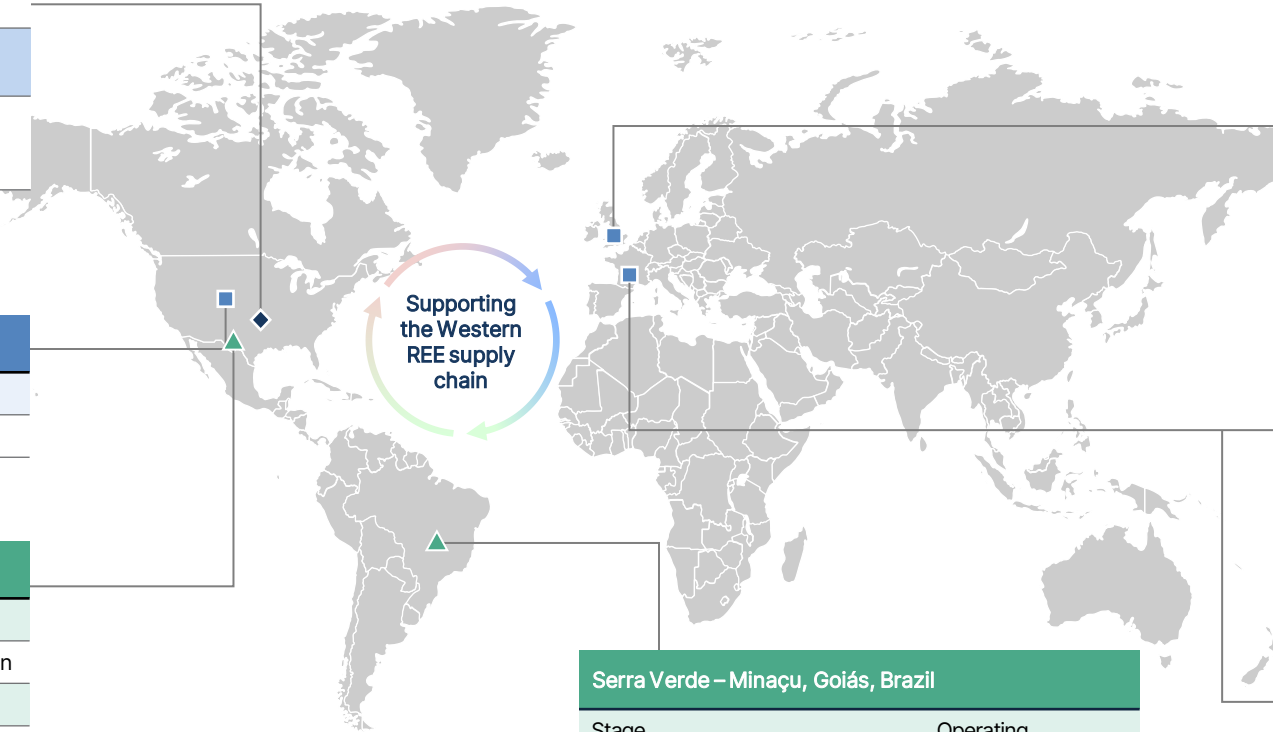 Supporting
the Western
REE supply
chain
n
Serra Verde – Minaçu, Goiás, Brazil
Stage Operating